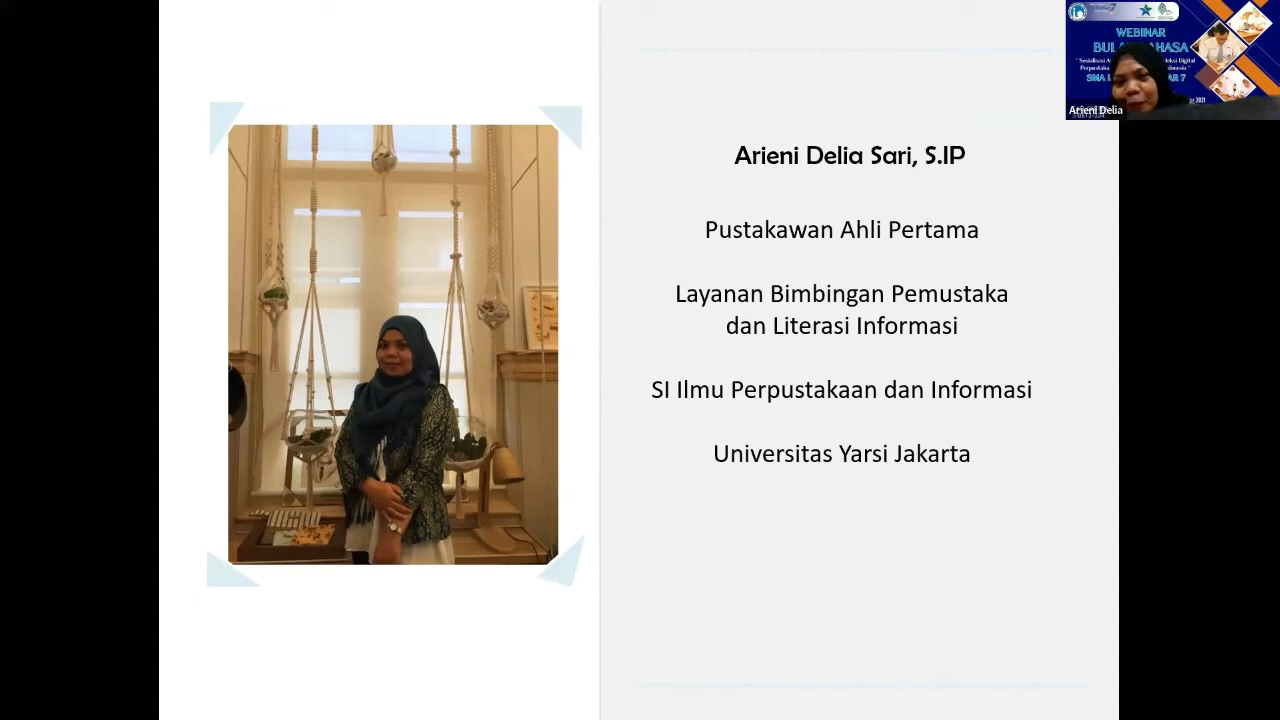 Arieni Delia Sari, S.IP
Pustakawan Ahli Pertama
Layanan Bimbingan Pemustaka
dan Literasi Informasi
SI Ilmu Perpustakaan dan Informasi
Universitas Yarsi Jakarta
WEBINAR
Arieni Delia